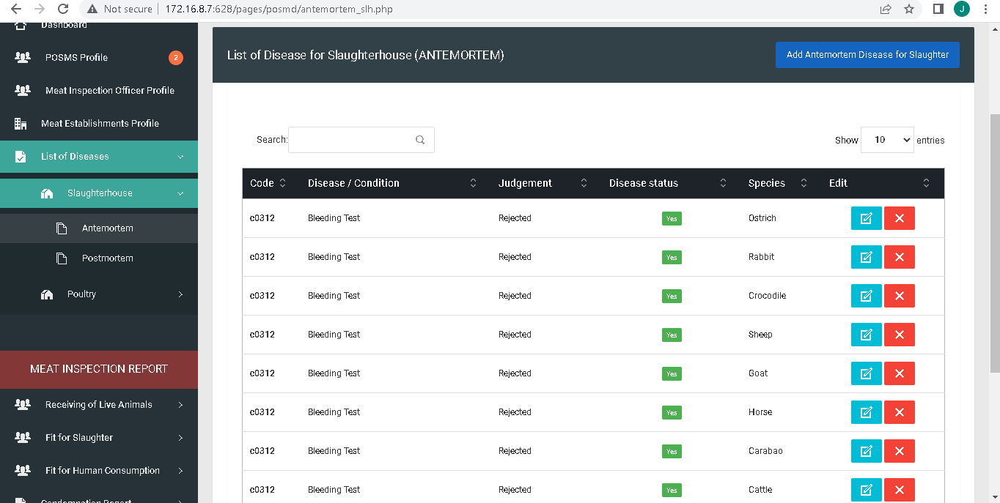 Not secure
172.16.8.7:628/pages/posmd/antemortem_slh.php
J
Dashboard
POSMS Profile
2
Meat Inspection Officer Profile
Meat Establishments Profile
List of Diseases
Slaughterhouse
Antemortem
Postmortem
Poultry
MEAT INSPECTION REPORT
Receiving of Live Animals
Fit for Slaughter
Fit for Human Consumption
Condemnation Report
List of Disease for Slaughterhouse (ANTEMORTEM)
Add Antemortem Disease for Slaughter
Search:
Show 10 entries
Code Disease / Condition Judgement Disease status Species Edit
c0312 Bleeding Test Rejected Yes Ostrich
c0312 Bleeding Test Rejected Yes Rabbit
c0312 Bleeding Test Rejected Yes Crocodile
c0312 Bleeding Test Rejected Yes Sheep
c0312 Bleeding Test Rejected Yes Goat
c0312 Bleeding Test Rejected Yes Horse
c0312 Bleeding Test Rejected Yes Carabao
c0312 Bleeding Test Rejected Yes Cattle